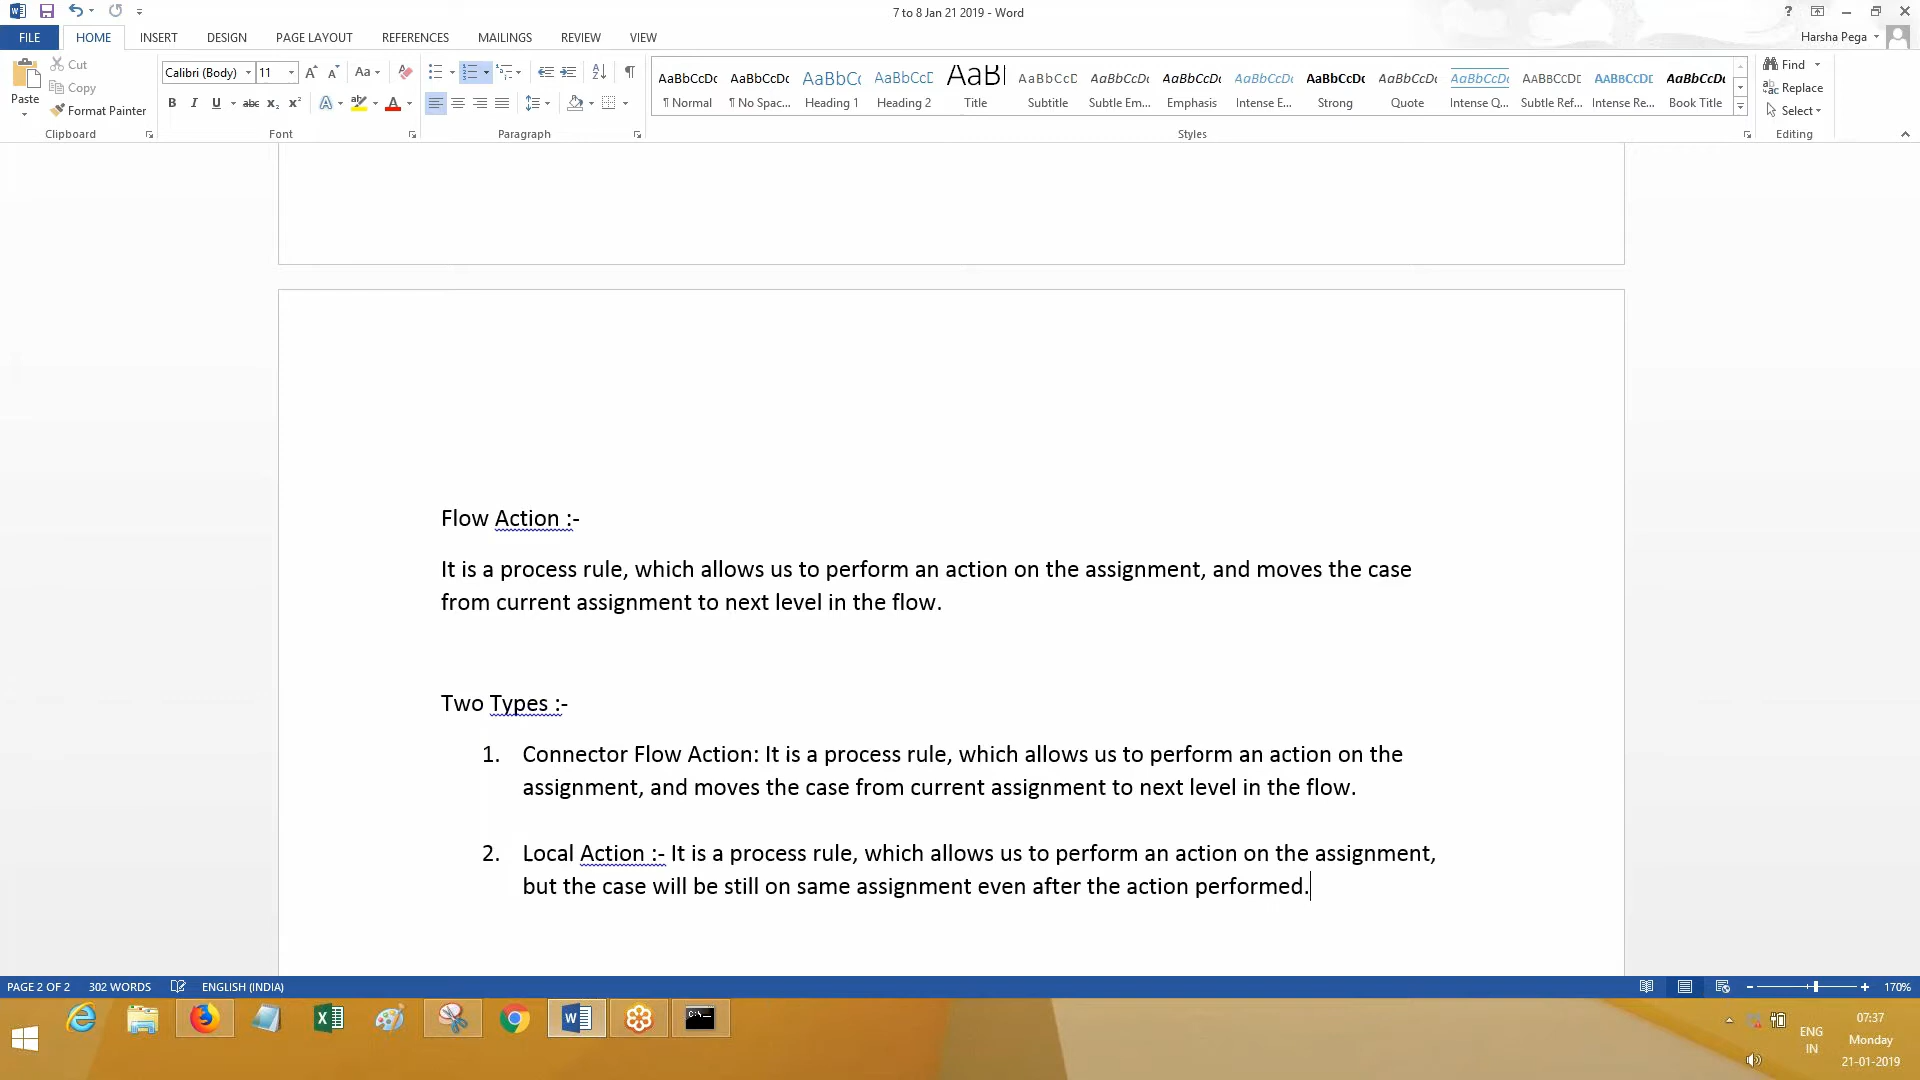 7 to 8 Jan 21 2019 - Word
FILE HOME INSERT DESIGN PAGE LAYOUT REFERENCES MAILINGS REVIEW VIEW
Harsha Pega
Paste
Cut
Copy
Format Painter
Calibri (Body) 11
AaBbCcDc AaBbCcDc AaBbCc AaBbCcD AaBl AaBbCcD AaBbCcDc AaBbCcDc AaBbCcDc AaBbCcDc AaBbCcDc AaBbCcDc AABBCCDE AABBCCDE AaBbCcDc
¶ Normal ¶ No Spac... Heading 1 Heading 2 Title Subtitle Subtle Em... Emphasis Intense E... Strong Quote Intense Q... Subtle Ref... Intense Re... Book Title
Find
Replace
Select
Clipboard Font Paragraph Styles Editing
Flow Action :-
It is a process rule, which allows us to perform an action on the assignment, and moves the case
from current assignment to next level in the flow.
Two Types :-
1. Connector Flow Action: It is a process rule, which allows us to perform an action on the
assignment, and moves the case from current assignment to next level in the flow.
2. Local Action :- It is a process rule, which allows us to perform an action on the assignment,
but the case will be still on same assignment even after the action performed.
PAGE 2 OF 2 302 WORDS ENGLISH (INDIA) 170%
ENG
IN
07:37
Monday
21-01-2019